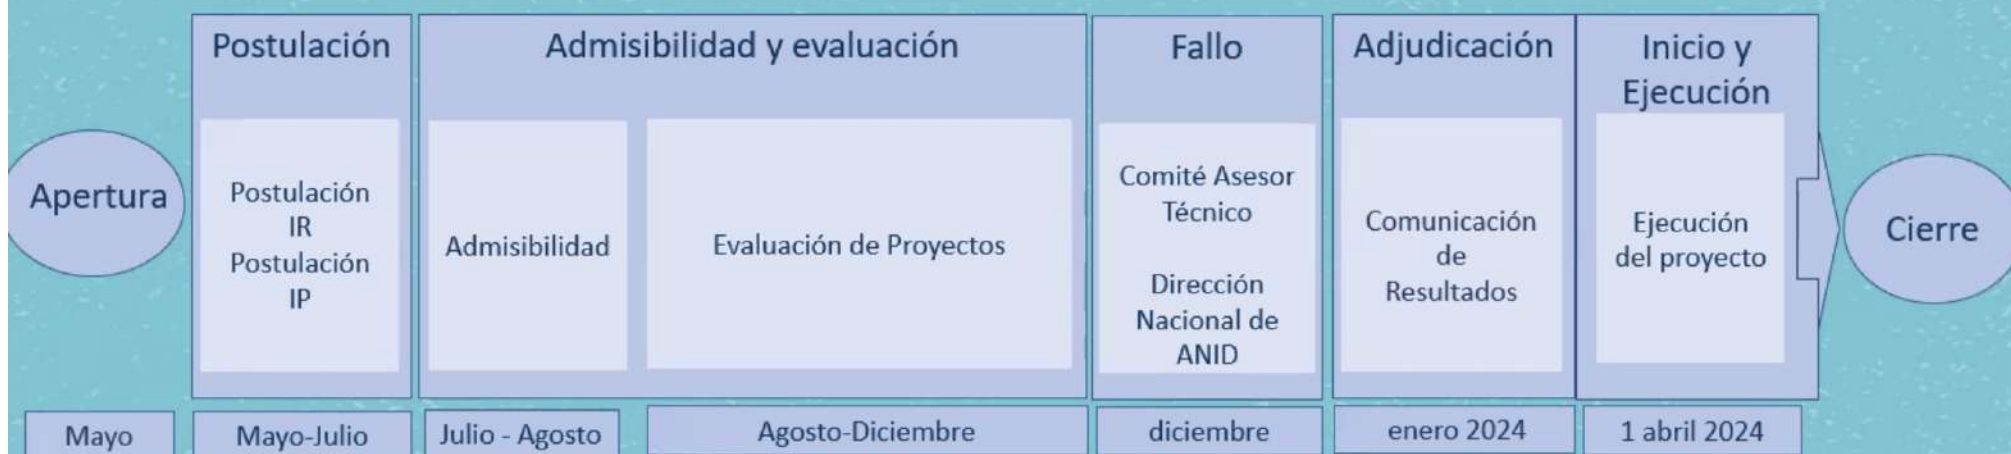 Postulación
Admisibilidad y evaluación
Fallo
Adjudicación
Inicio y
Ejecución
Apertura
Postulación
IR
Postulación
IP
Admisibilidad
Evaluación de Proyectos
Comité Asesor
Técnico
Dirección
Nacional de
ANID
Comunicación
de
Resultados
Ejecución
del proyecto
Cierre
Mayo
Mayo-Julio
Julio - Agosto
Agosto-Diciembre
diciembre
enero 2024
1 abril 2024